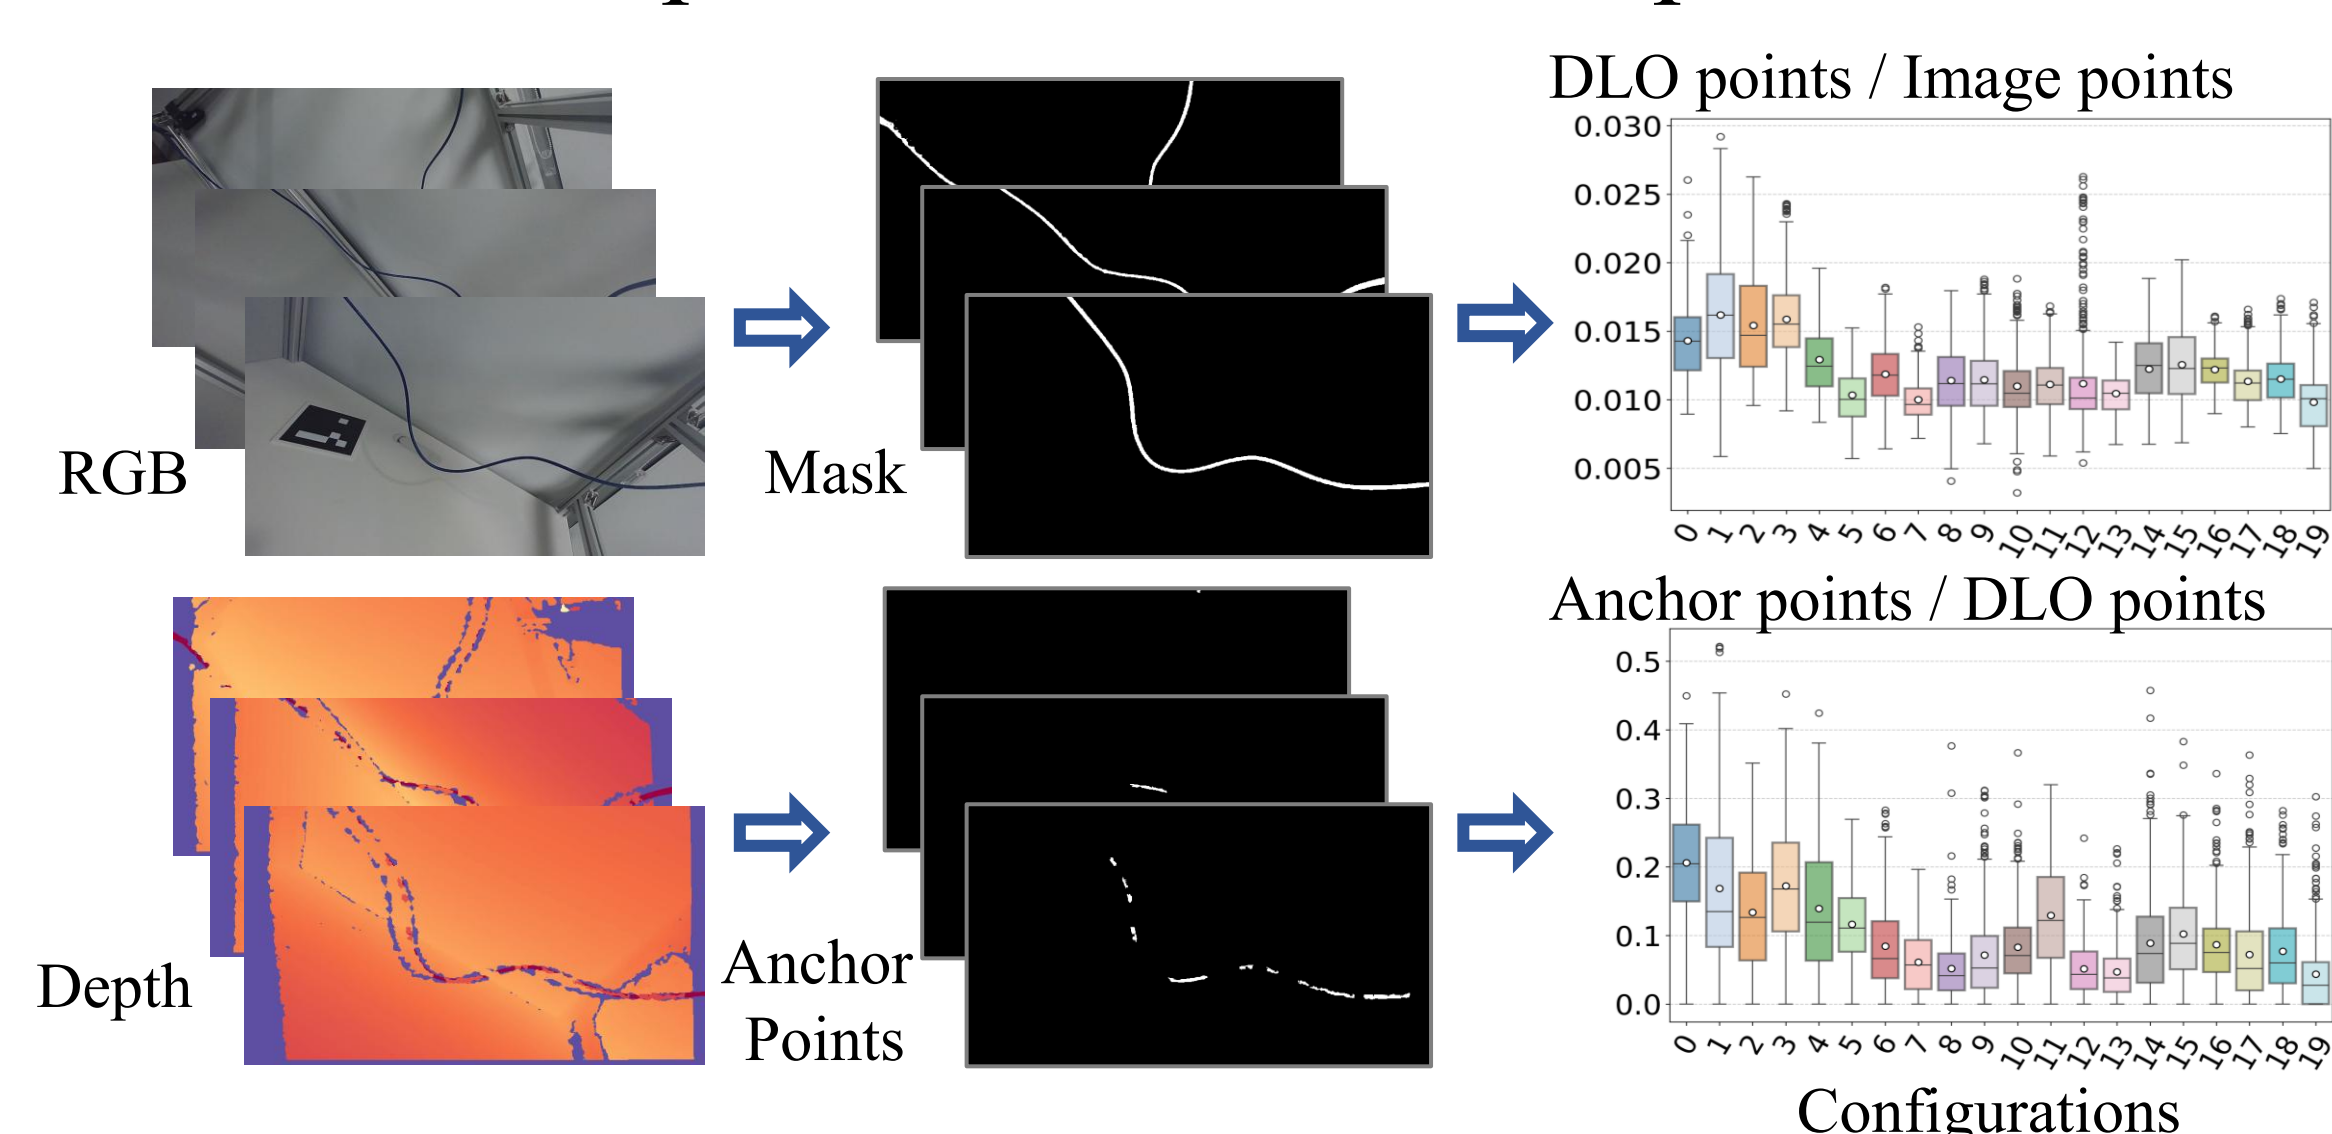 RGB
Mask
DLO points / Image points
0.030
0.025
0.020
0.015
0.010
0.005
0 1 2 3 4 5 6 7 8 9 10 11 12 13 14 15 16 17 18 19
Depth
Anchor
Points
Anchor points / DLO points
0.5
0.4
0.3
0.2
0.1
0.0
0 1 2 3 4 5 6 7 8 9 10 11 12 13 14 15 16 17 18 19
Configurations